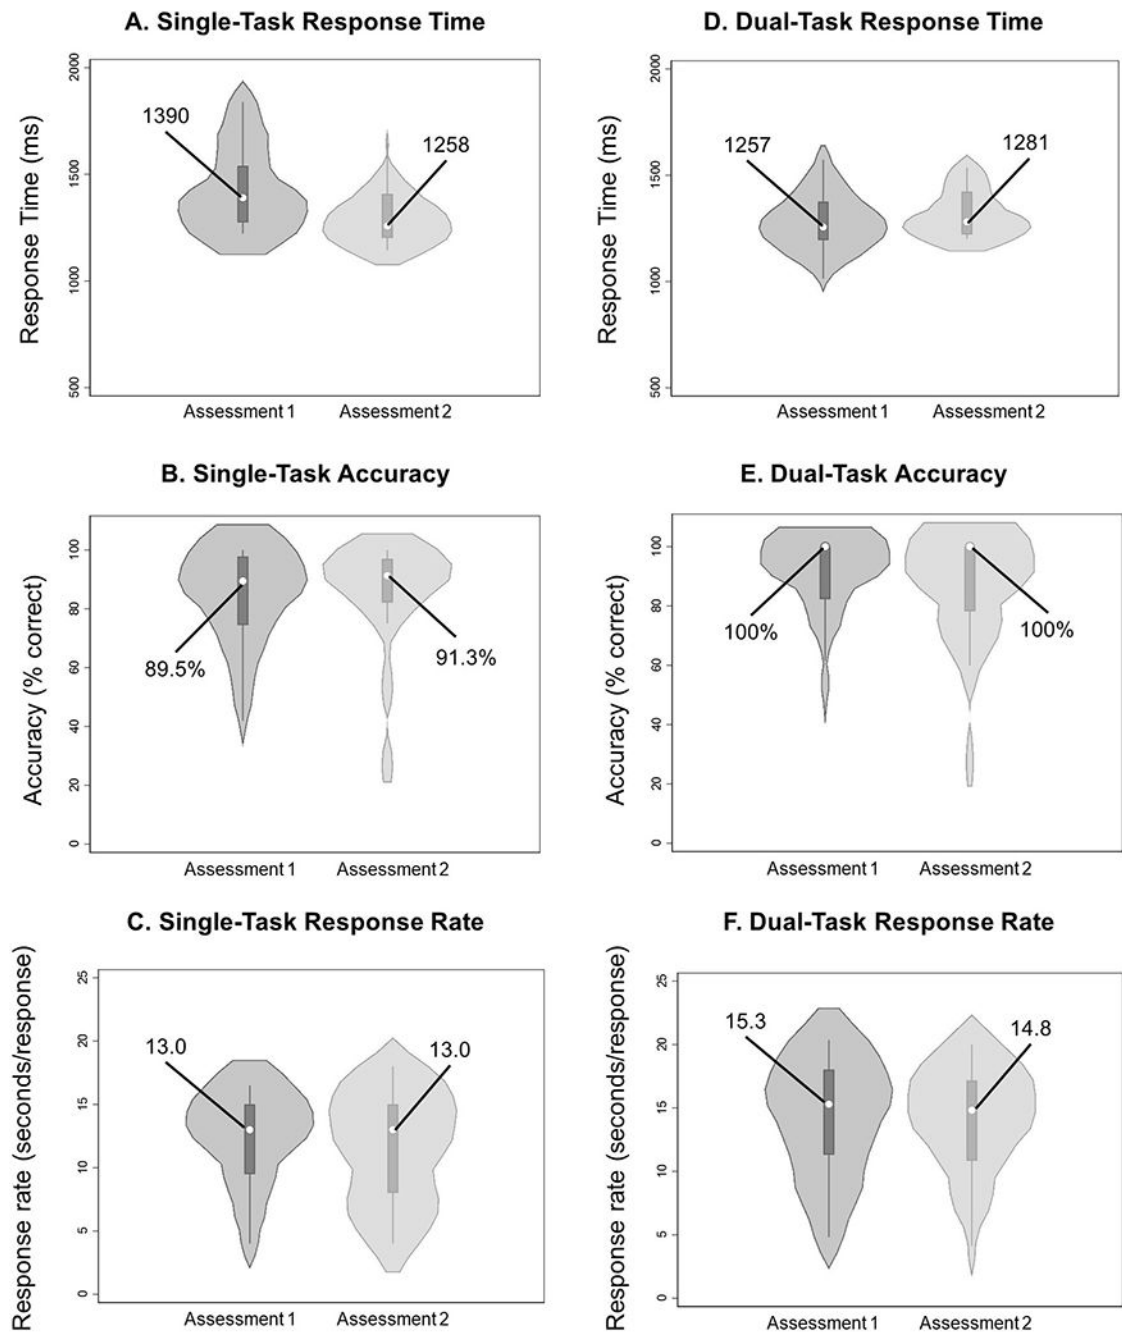 A. Single-Task Response Time
Response Time (ms)
2000
1500
1000
500
1390
1258
Assessment 1
Assessment 2
D. Dual-Task Response Time
Response Time (ms)
2000
1500
1000
500
1257
1281
Assessment 1
Assessment 2
B. Single-Task Accuracy
Accuracy (% correct)
100
80
60
40
20
0
89.5%
91.3%
Assessment 1
Assessment 2
E. Dual-Task Accuracy
Accuracy (% correct)
100
80
60
40
20
0
100%
100%
Assessment 1
Assessment 2
C. Single-Task Response Rate
Response rate (seconds/response)
25
20
15
10
5
0
13.0
13.0
Assessment 1
Assessment 2
F. Dual-Task Response Rate
Response rate (seconds/response)
25
20
15
10
5
0
15.3
14.8
Assessment 1
Assessment 2